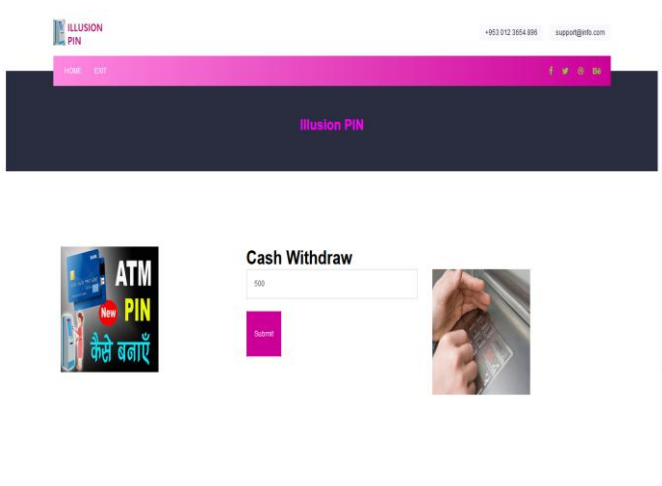 ILLUSION
PIN
+953 012 3654 896 support@info.com
HOME EXIT
Illusion PIN
ATM
New PIN
कैसे बनाएँ
Cash Withdraw
500
Submit